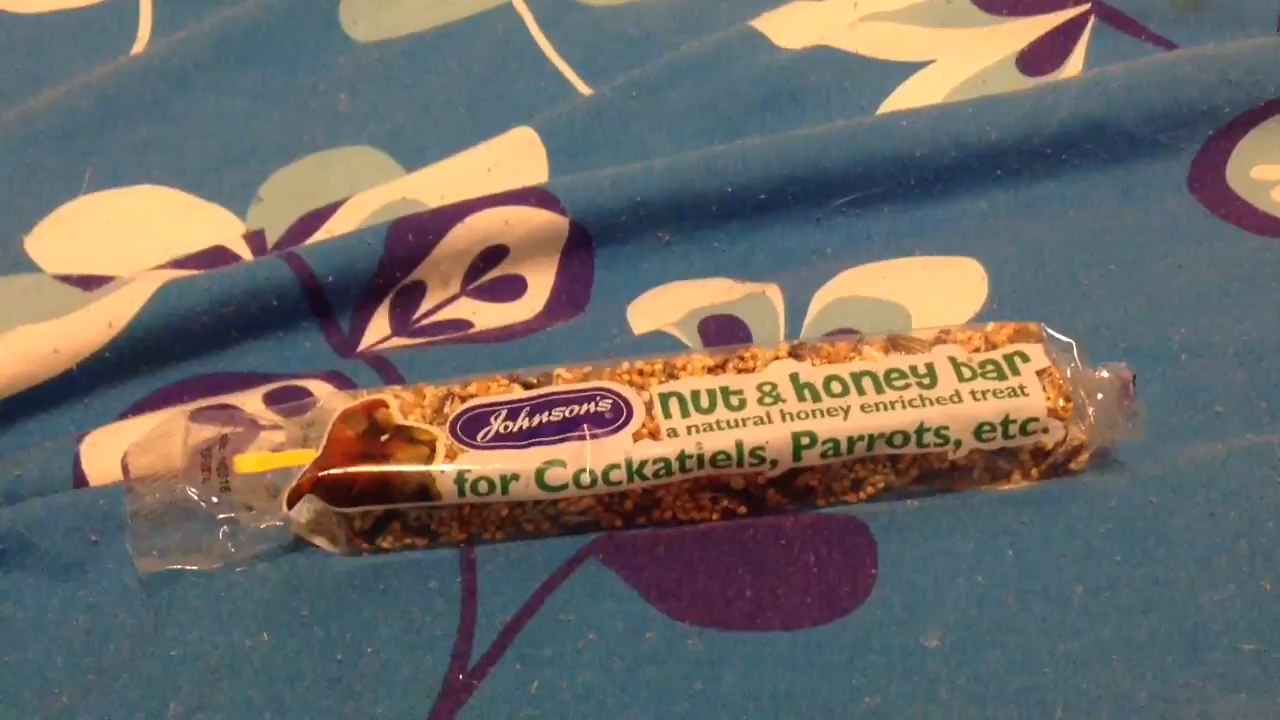 Johnson's®
nut & honey bar
a natural honey enriched treat
for Cockatiels, Parrots, etc.